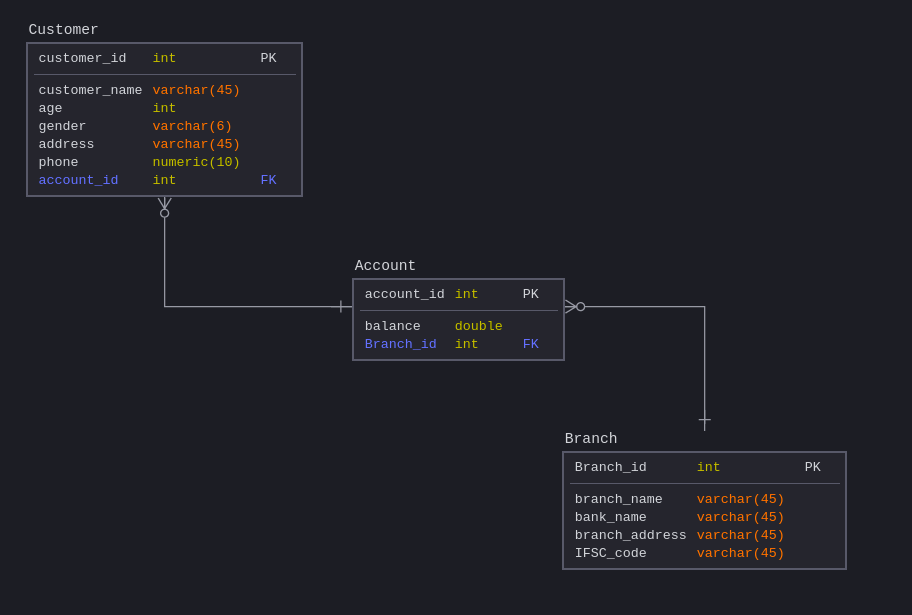 Customer
customer_id int PK
customer_name varchar(45)
age int
gender varchar(6)
address varchar(45)
phone numeric(10)
account_id int FK
Account
account_id int PK
balance double
Branch_id int FK
Branch
Branch_id int PK
branch_name varchar(45)
bank_name varchar(45)
branch_address varchar(45)
IFSC_code varchar(45)